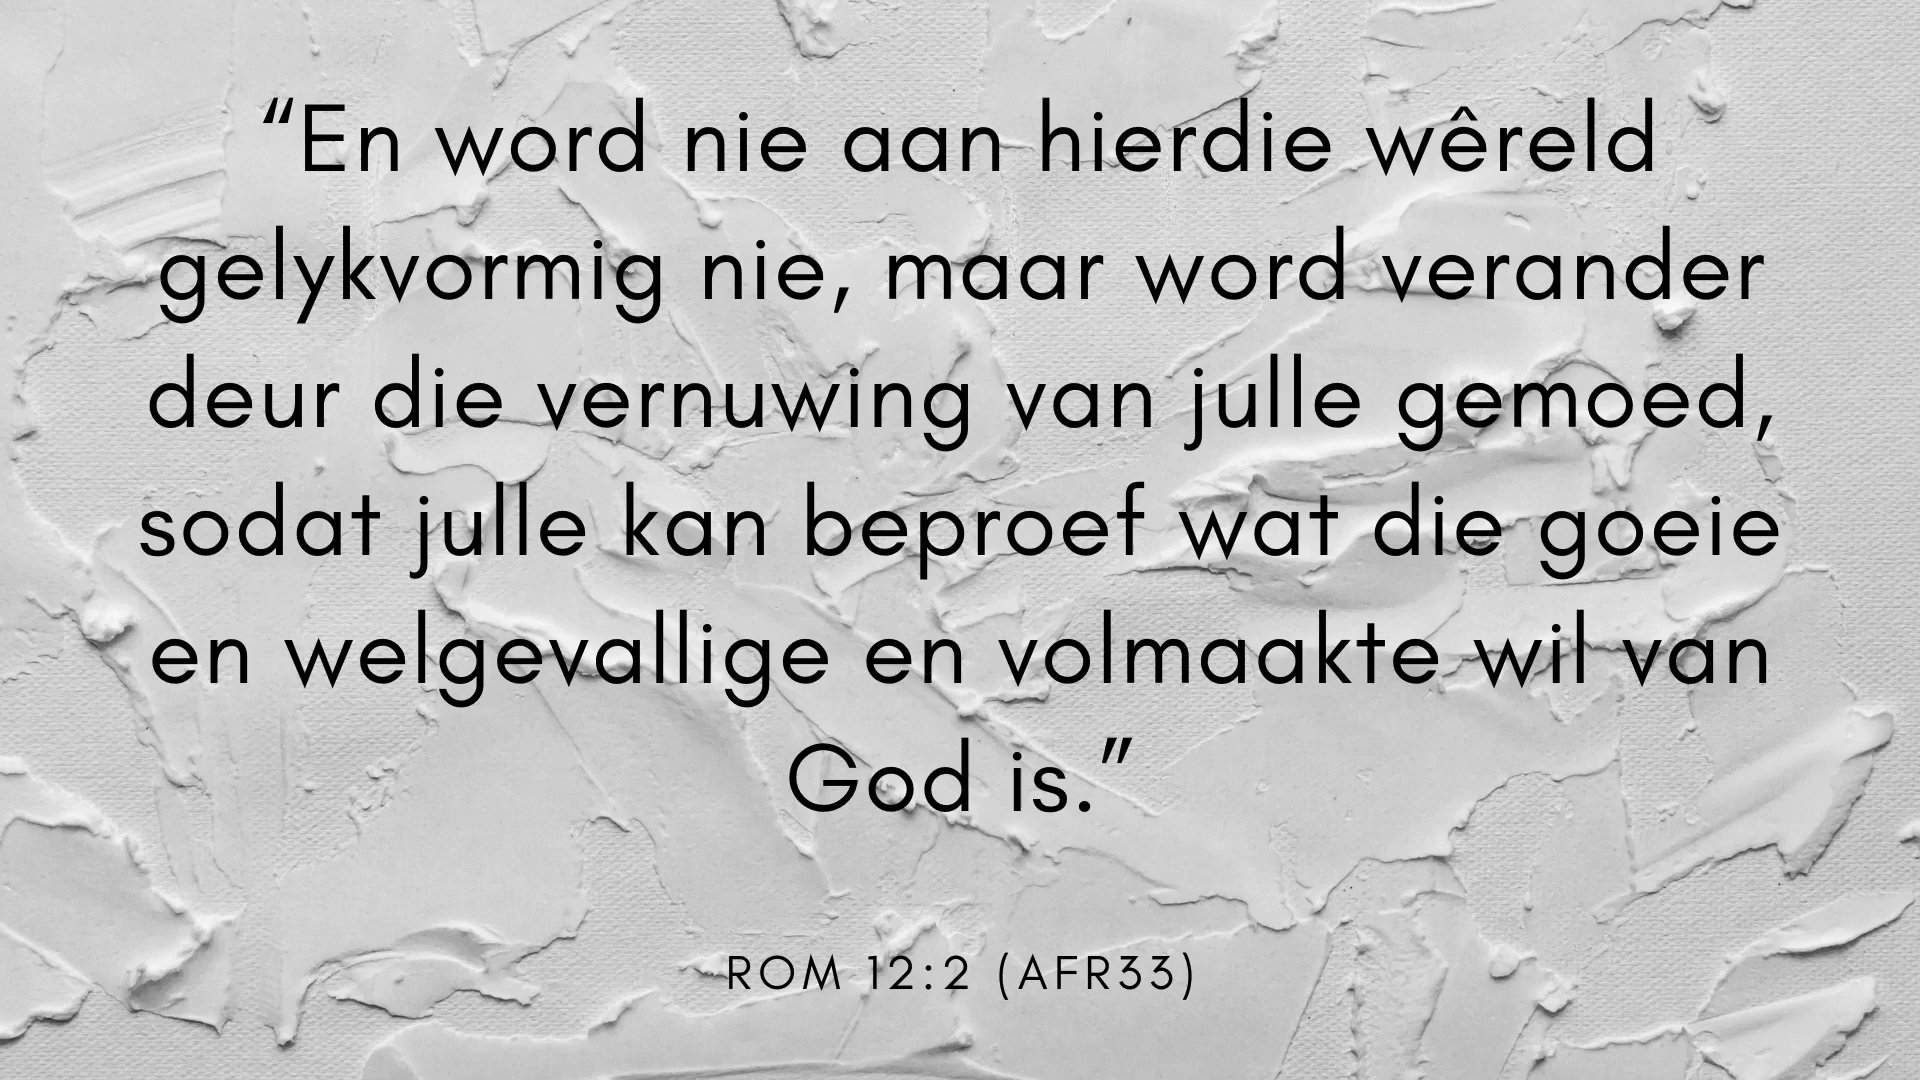 “En word nie aan hierdie wêreld
gelykvormig nie, maar word verander
deur die vernuwing van julle gemoed,
sodat julle kan beproef wat die goeie
en welgevallige en volmaakte wil van
God is.”
ROM 12:2 (AFR33)